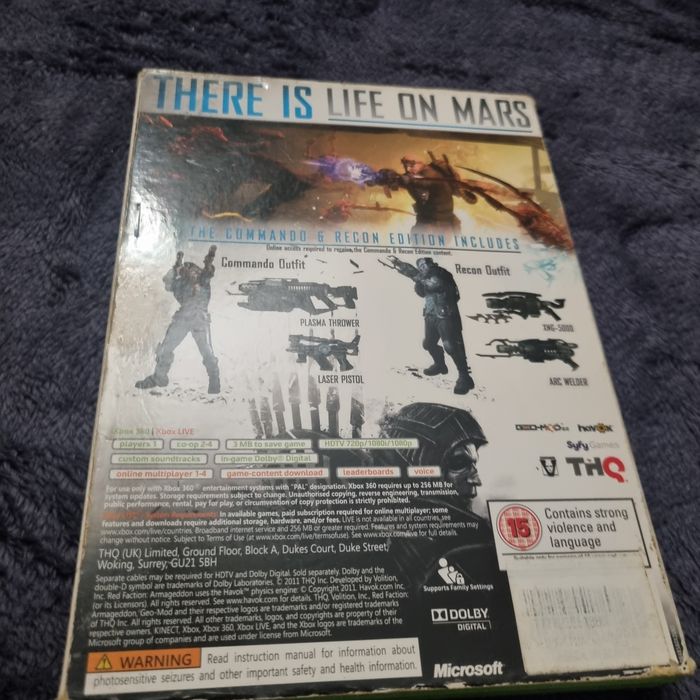 THERE IS LIFE ON MARS
THE COMMANDO & RECON EDITION INCLUDES
Online access required to receive the Commando & Recon Edition content.
Commando Outfit
PLASMA THROWER
LASER PISTOL
Recon Outfit
XNG-5000
ARC WELDER
Xbox 360 | Xbox LIVE
players 1
co-op 2-4
3 MB to save game
HDTV 720p/1080i/1080p
custom soundtracks
in-game Dolby® Digital
online multiplayer 1-4
game-content download
leaderboards
voice
For use only with Xbox 360™ entertainment systems with "PAL" designation. Xbox 360 requires up to 256 MB for
system updates. Storage requirements subject to change. Unauthorised copying, reverse engineering, transmission,
public performance, rental, pay for play, or circumvention of copy protection is strictly prohibited.
In available games, paid subscription required for online multiplayer; some
features and downloads require additional storage, hardware, and/or fees. LIVE is not available in all countries, see
www.xbox.com/live/countries. Broadband internet service and 256 MB or greater required. Features and system requirements may
change without notice. Subject to Terms of Use (at www.xbox.com/live/termsofuse). See www.xbox.com/live for full details.
THQ (UK) Limited, Ground Floor, Block A, Dukes Court, Duke Street,
Woking, Surrey, GU21 5BH
Separate cables may be required for HDTV and Dolby Digital. Sold separately. Dolby and the
double-D symbol are trademarks of Dolby Laboratories. © 2011 THQ Inc. Developed by Volition,
Inc. Red Faction: Armageddon uses the Havok™ physics engine: © Copyright 2011. Havok.com Inc.
(or its Licensors). All rights reserved. See www.havok.com for details. THQ, Volition, Inc., Red Faction:
Armageddon, Geo-Mod and their respective logos are trademarks and/or registered trademarks
of THQ Inc. All rights reserved. All other trademarks, logos, and copyrights are property of their
respective owners. KINECT, Xbox, Xbox 360, Xbox LIVE, and the Xbox logos are trademarks of the
Microsoft group of companies and are used under license from Microsoft.
WARNING Read instruction manual for information about
photosensitive seizures and other important safety and health information.
GEO-MOD 2.5
havok
Syfy Games
THQ
15
Contains strong
violence and
language
Supports Family Settings
DOLBY
DIGITAL
Microsoft